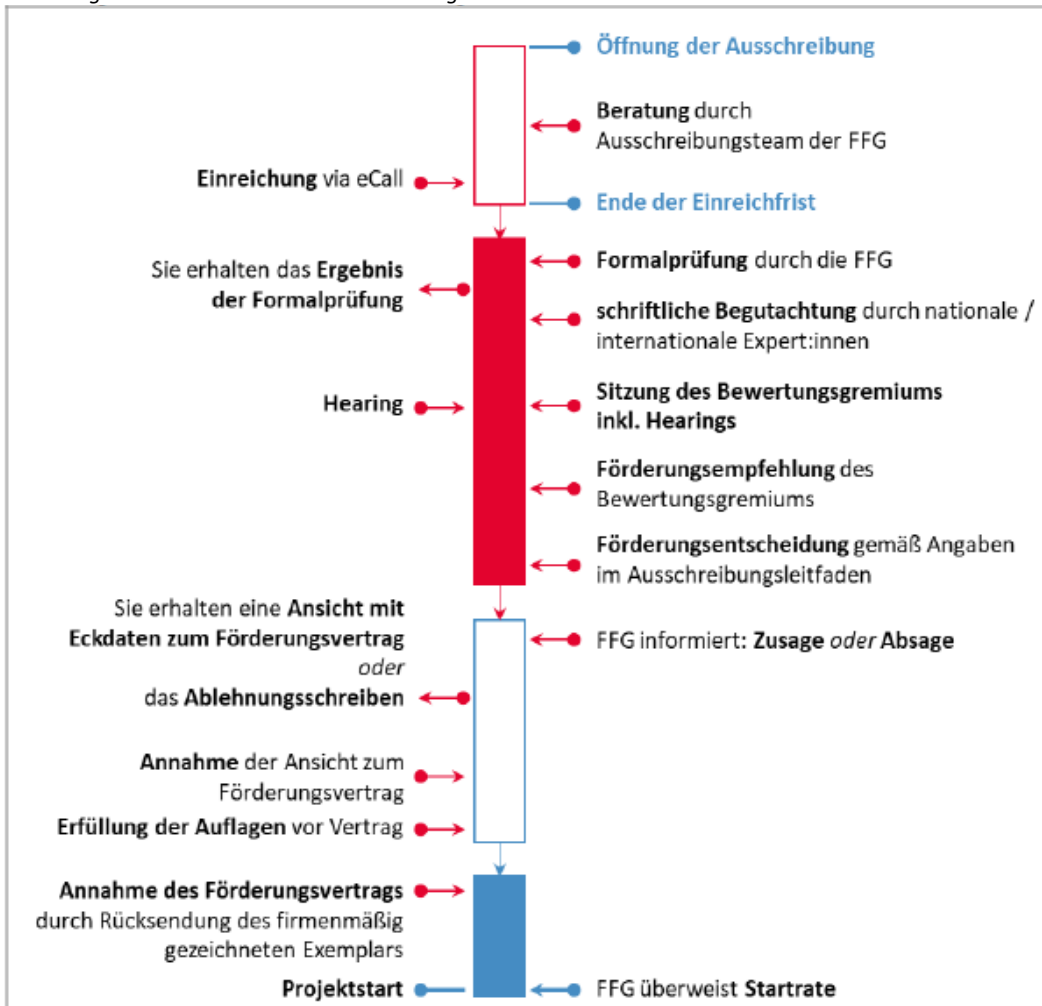 Öffnung der Ausschreibung
Beratung durch
Ausschreibungsteam der FFG
Einreichung via eCall
Ende der Einreichfrist
Formalprüfung durch die FFG
Sie erhalten das Ergebnis
der Formalprüfung
schriftliche Begutachtung durch nationale /
internationale Expert:innen
Hearing
Sitzung des Bewertungsgremiums
inkl. Hearings
Förderungsempfehlung des
Bewertungsgremiums
Förderungsentscheidung gemäß Angaben
im Ausschreibungsleitfaden
Sie erhalten eine Ansicht mit
Eckdaten zum Förderungsvertrag
oder
das Ablehnungsschreiben
FFG informiert: Zusage oder Absage
Annahme der Ansicht zum
Förderungsvertrag
Erfüllung der Auflagen vor Vertrag
Annahme des Förderungsvertrags
durch Rücksendung des firmenmäßig
gezeichneten Exemplars
Projektstart
FFG überweist Startrate